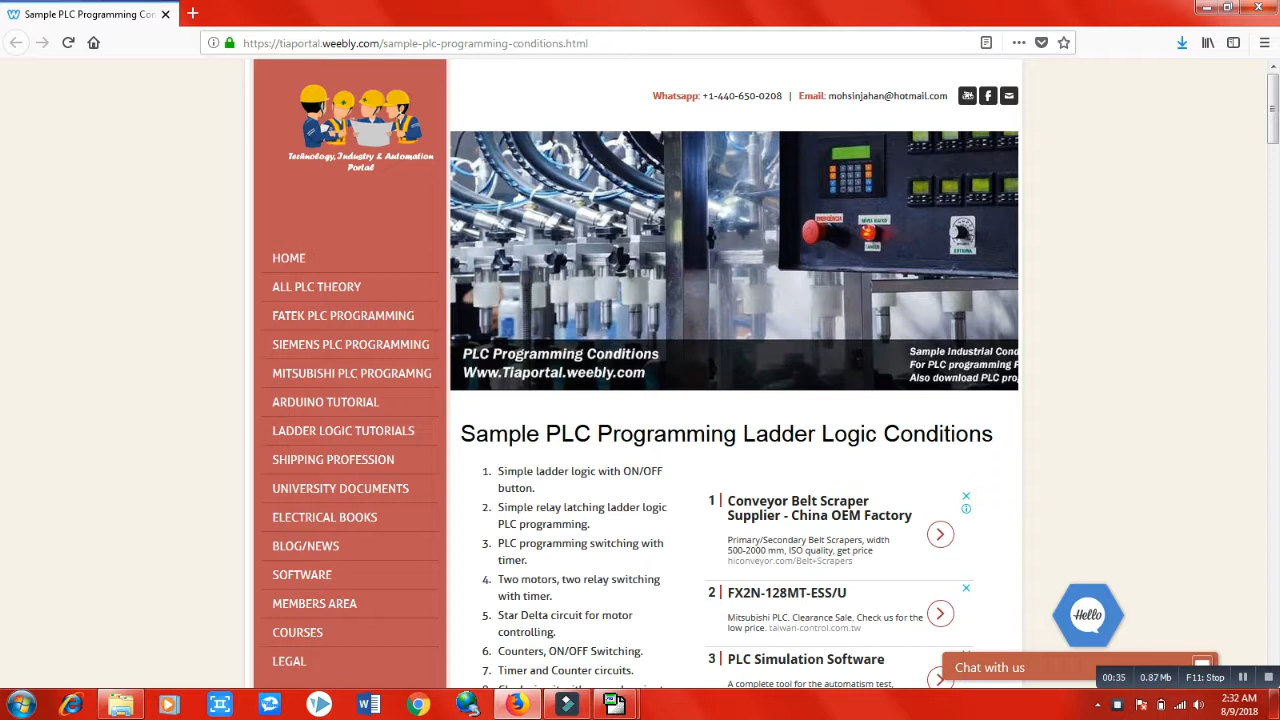 Sample PLC Programming Con
https://tiaportal.weebly.com/sample-plc-programming-conditions.html
Technology, Industry & Automation
Portal
Whatsapp: +1-440-650-0208 | Email: mohsinjahan@hotmail.com
HOME
ALL PLC THEORY
FATEK PLC PROGRAMMING
SIEMENS PLC PROGRAMMING
MITSUBISHI PLC PROGRAMNG
ARDUINO TUTORIAL
LADDER LOGIC TUTORIALS
SHIPPING PROFESSION
UNIVERSITY DOCUMENTS
ELECTRICAL BOOKS
BLOG/NEWS
SOFTWARE
MEMBERS AREA
COURSES
LEGAL
PLC Programming Conditions
Www.Tiaportal.weebly.com
Sample Industrial Cond
For PLC programming F
Also download PLC pro
Sample PLC Programming Ladder Logic Conditions
1. Simple ladder logic with ON/OFF
button.
2. Simple relay latching ladder logic
PLC programming.
3. PLC programming switching with
timer.
4. Two motors, two relay switching
with timer.
5. Star Delta circuit for motor
controlling.
6. Counters, ON/OFF Switching.
7. Timer and Counter circuits.
1 Conveyor Belt Scraper
Supplier - China OEM Factory
Primary/Secondary Belt Scrapers, width
500-2000 mm, ISO quality, get price
hiconveyor.com/Belt+Scrapers
2 FX2N-128MT-ESS/U
Mitsubishi PLC. Clearance Sale. Check us for the
low price. taiwan-control.com.tw
3 PLC Simulation Software
A complete tool for the automatism test,
Hello
Chat with us
00:35 0.87 Mb F11: Stop
2:32 AM
8/9/2018